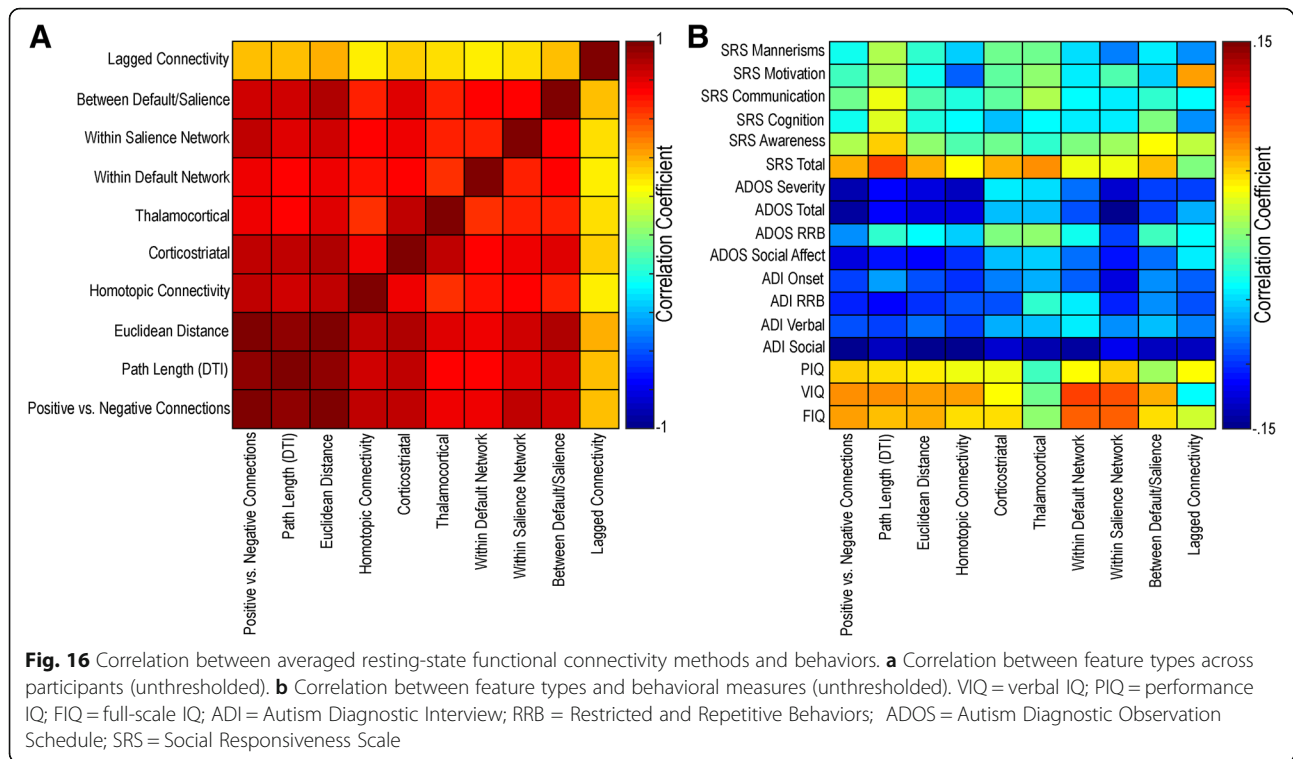 A
Lagged Connectivity
Between Default/Salience
Within Salience Network
Within Default Network
Thalamocortical
Corticostriatal
Homotopic Connectivity
Euclidean Distance
Path Length (DTI)
Positive vs. Negative Connections
Positive vs. Negative Connections
Path Length (DTI)
Euclidean Distance
Homotopic Connectivity
Corticostriatal
Thalamocortical
Within Default Network
Within Salience Network
Between Default/Salience
Lagged Connectivity
1
Correlation Coefficient
-1
B
SRS Mannerisms
SRS Motivation
SRS Communication
SRS Cognition
SRS Awareness
SRS Total
ADOS Severity
ADOS Total
ADOS RRB
ADOS Social Affect
ADI Onset
ADI RRB
ADI Verbal
ADI Social
PIQ
VIQ
FIQ
Positive vs. Negative Connections
Path Length (DTI)
Euclidean Distance
Homotopic Connectivity
Corticostriatal
Thalamocortical
Within Default Network
Within Salience Network
Between Default/Salience
Lagged Connectivity
.15
Correlation Coefficient
-.15
Fig. 16 Correlation between averaged resting-state functional connectivity methods and behaviors. a Correlation between feature types across
participants (unthresholded). b Correlation between feature types and behavioral measures (unthresholded). VIQ = verbal IQ; PIQ = performance
IQ; FIQ = full-scale IQ; ADI = Autism Diagnostic Interview; RRB = Restricted and Repetitive Behaviors; ADOS = Autism Diagnostic Observation
Schedule; SRS = Social Responsiveness Scale